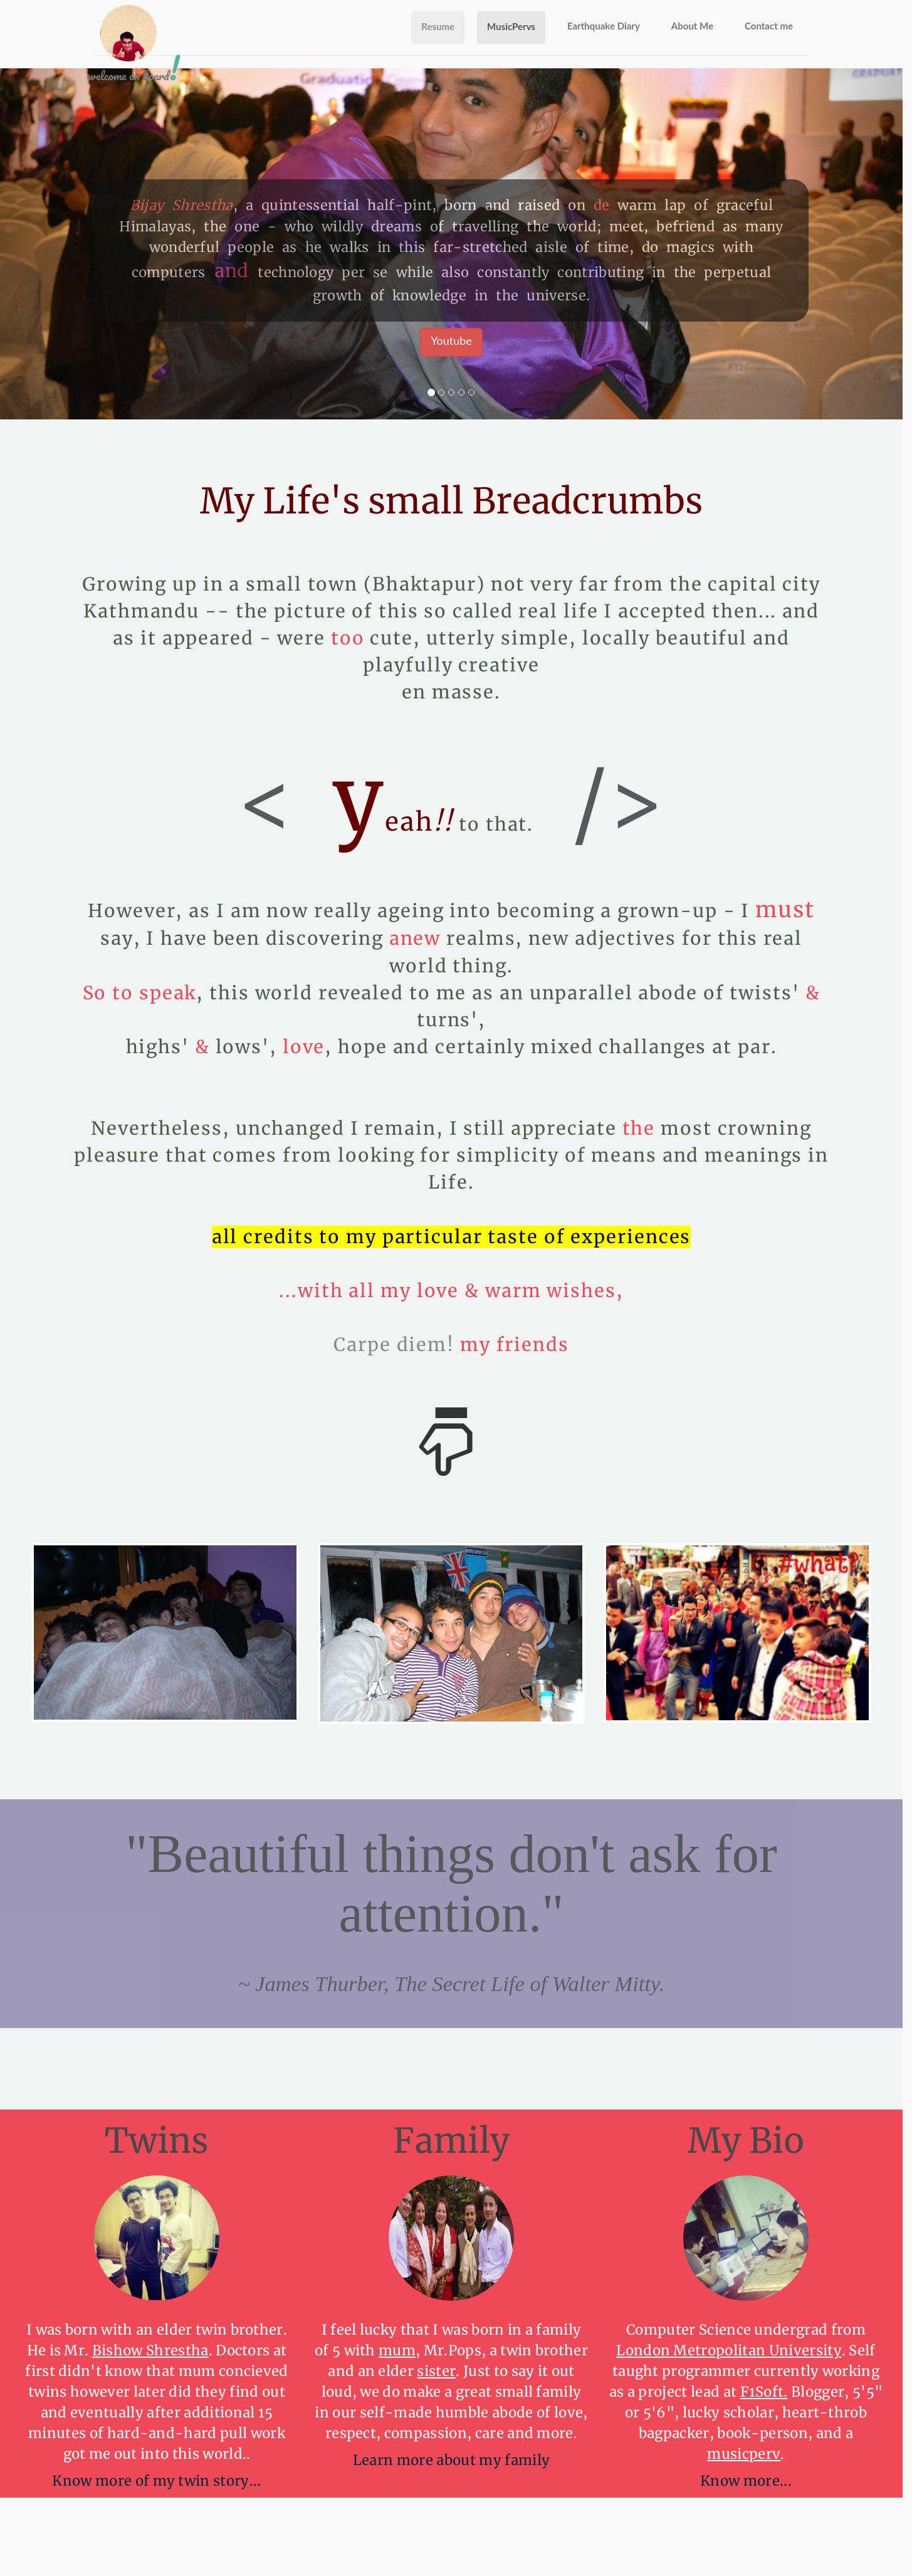 Resume
MusicPervs
Earthquake Diary
About Me
Contact me
welcome on board!
Graduation
Bijay Shrestha, a quintessential half-pint, born and raised on de warm lap of graceful
Himalayas, the one - who wildly dreams of travelling the world; meet, befriend as many
wonderful people as he walks in this far-stretched aisle of time, do magics with
computers and technology per se while also constantly contributing in the perpetual
growth of knowledge in the universe.
Youtube
My Life's small Breadcrumbs
Growing up in a small town (Bhaktapur) not very far from the capital city
Kathmandu -- the picture of this so called real life I accepted then... and
as it appeared - were too cute, utterly simple, locally beautiful and
playfully creative
en masse.
< yeah!! to that. />
However, as I am now really ageing into becoming a grown-up - I must
say, I have been discovering anew realms, new adjectives for this real
world thing.
So to speak, this world revealed to me as an unparallel abode of twists' &
turns',
highs' & lows', love, hope and certainly mixed challanges at par.
Nevertheless, unchanged I remain, I still appreciate the most crowning
pleasure that comes from looking for simplicity of means and meanings in
Life.
all credits to my particular taste of experiences
...with all my love & warm wishes,
Carpe diem! my friends
#what?
"Beautiful things don't ask for
attention."
~ James Thurber, The Secret Life of Walter Mitty.
Twins
I was born with an elder twin brother.
He is Mr. Bishow Shrestha. Doctors at
first didn't know that mum concieved
twins however later did they find out
and eventually after additional 15
minutes of hard-and-hard pull work
got me out into this world..
Know more of my twin story...
Family
I feel lucky that I was born in a family
of 5 with mum, Mr.Pops, a twin brother
and an elder sister. Just to say it out
loud, we do make a great small family
in our self-made humble abode of love,
respect, compassion, care and more.
Learn more about my family
My Bio
Computer Science undergrad from
London Metropolitan University. Self
taught programmer currently working
as a project lead at F1Soft. Blogger, 5'5"
or 5'6", lucky scholar, heart-throb
bagpacker, book-person, and a
musicperv.
Know more...